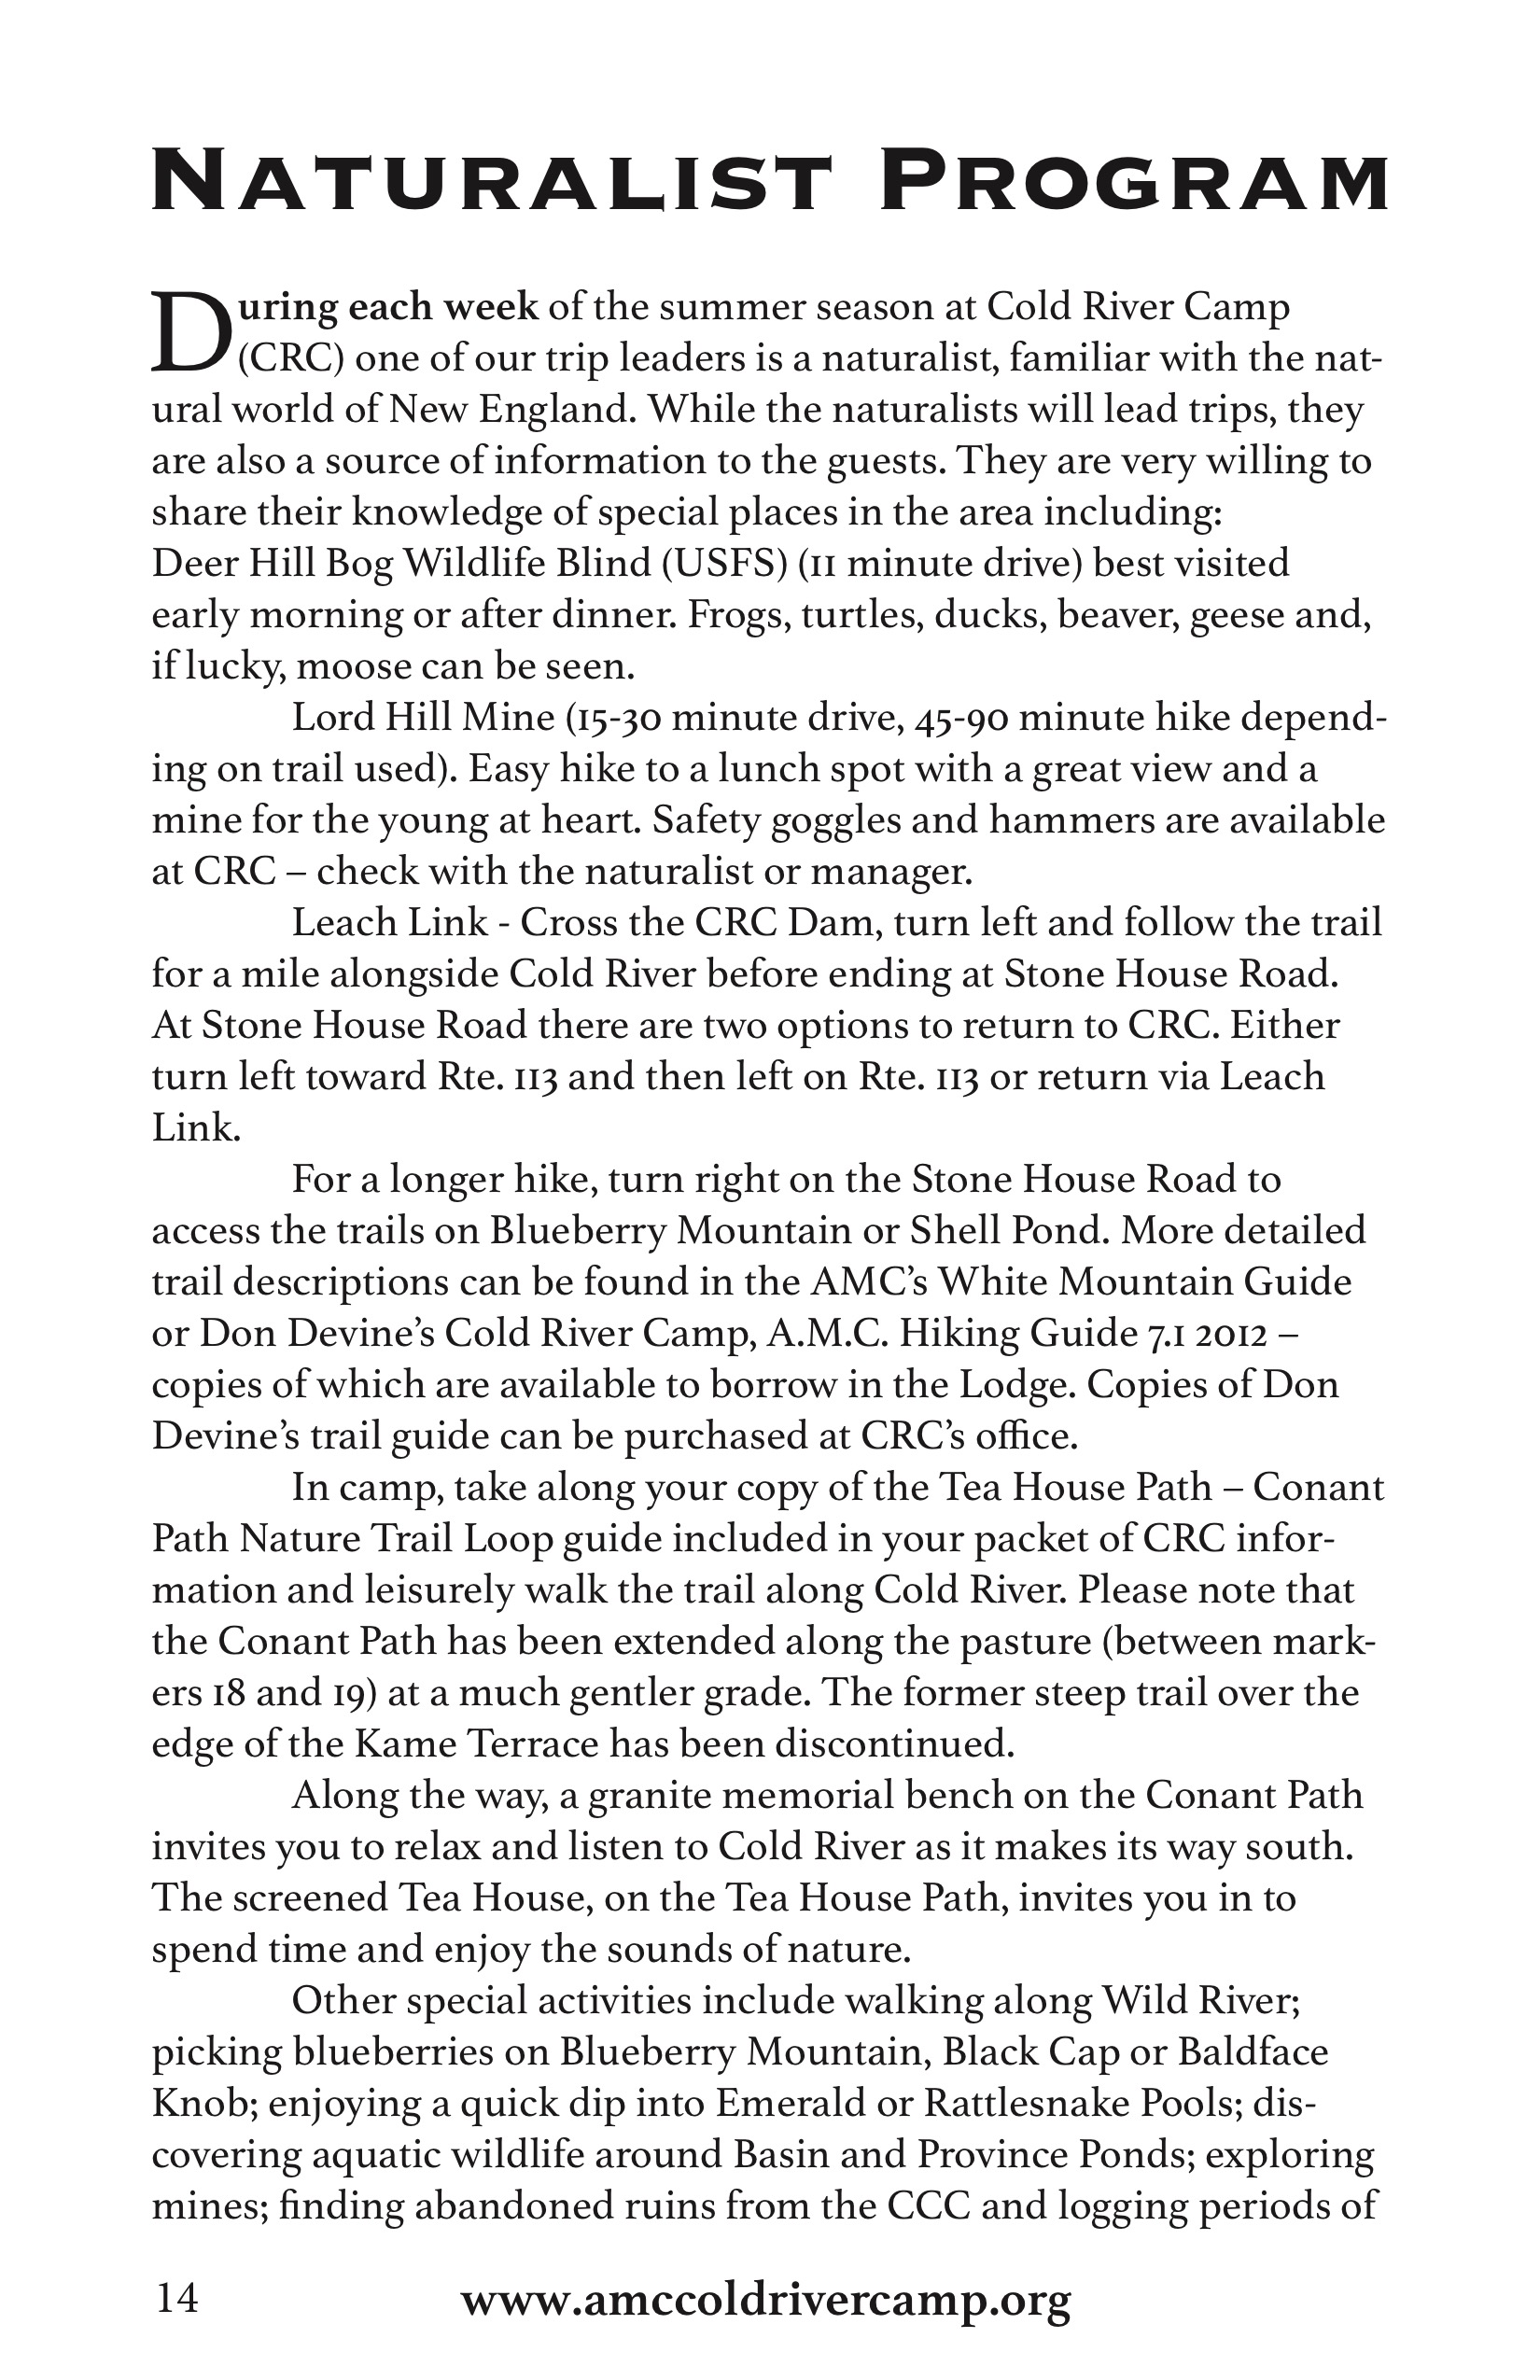 Naturalist Program
During each week of the summer season at Cold River Camp
(CRC) one of our trip leaders is a naturalist, familiar with the nat-
ural world of New England. While the naturalists will lead trips, they
are also a source of information to the guests. They are very willing to
share their knowledge of special places in the area including:
Deer Hill Bog Wildlife Blind (USFS) (11 minute drive) best visited
early morning or after dinner. Frogs, turtles, ducks, beaver, geese and,
if lucky, moose can be seen.
Lord Hill Mine (15-30 minute drive, 45-90 minute hike depend-
ing on trail used). Easy hike to a lunch spot with a great view and a
mine for the young at heart. Safety goggles and hammers are available
at CRC – check with the naturalist or manager.
Leach Link - Cross the CRC Dam, turn left and follow the trail
for a mile alongside Cold River before ending at Stone House Road.
At Stone House Road there are two options to return to CRC. Either
turn left toward Rte. 113 and then left on Rte. 113 or return via Leach
Link.
For a longer hike, turn right on the Stone House Road to
access the trails on Blueberry Mountain or Shell Pond. More detailed
trail descriptions can be found in the AMC’s White Mountain Guide
or Don Devine’s Cold River Camp, A.M.C. Hiking Guide 7.1 2012 –
copies of which are available to borrow in the Lodge. Copies of Don
Devine’s trail guide can be purchased at CRC’s office.
In camp, take along your copy of the Tea House Path – Conant
Path Nature Trail Loop guide included in your packet of CRC infor-
mation and leisurely walk the trail along Cold River. Please note that
the Conant Path has been extended along the pasture (between mark-
ers 18 and 19) at a much gentler grade. The former steep trail over the
edge of the Kame Terrace has been discontinued.
Along the way, a granite memorial bench on the Conant Path
invites you to relax and listen to Cold River as it makes its way south.
The screened Tea House, on the Tea House Path, invites you in to
spend time and enjoy the sounds of nature.
Other special activities include walking along Wild River;
picking blueberries on Blueberry Mountain, Black Cap or Baldface
Knob; enjoying a quick dip into Emerald or Rattlesnake Pools; dis-
covering aquatic wildlife around Basin and Province Ponds; exploring
mines; finding abandoned ruins from the CCC and logging periods of
14 www.amccoldrivercamp.org